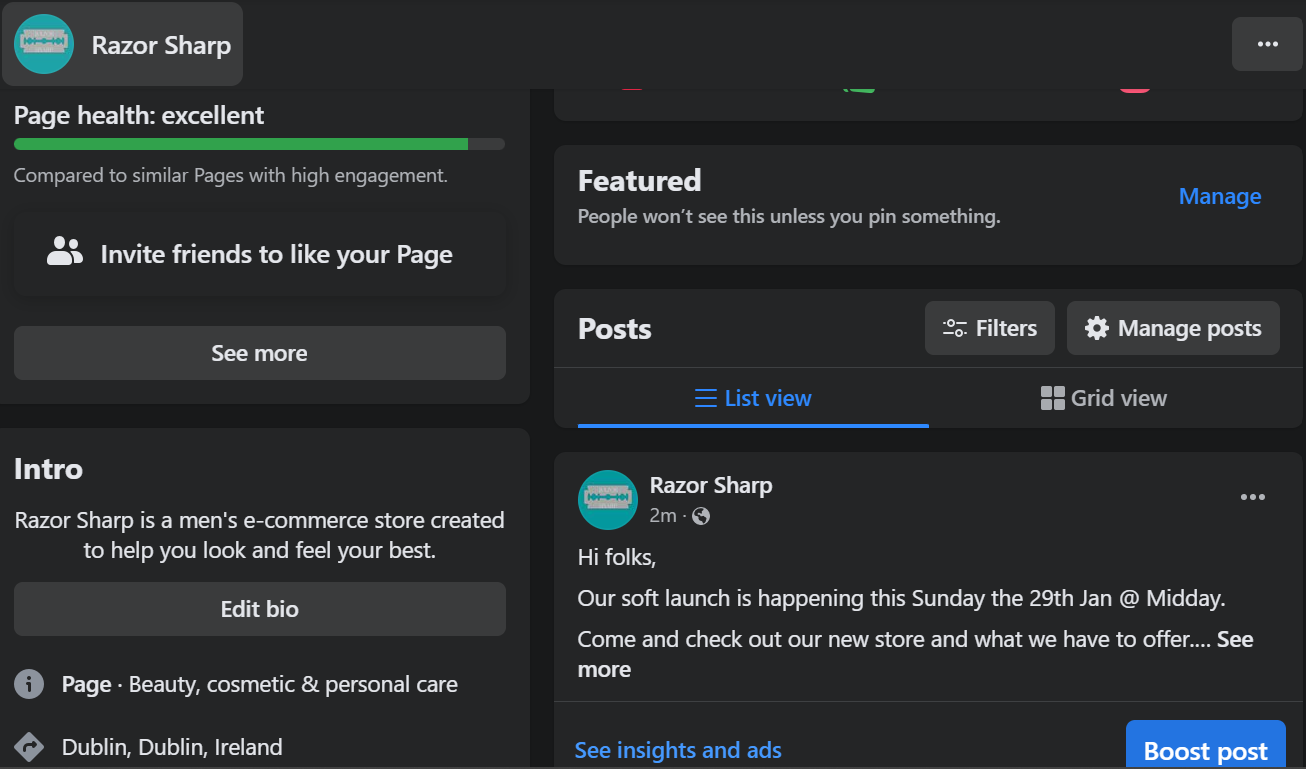 Razor Sharp
Page health: excellent
Compared to similar Pages with high engagement.
Invite friends to like your Page
See more
Intro
Razor Sharp is a men's e-commerce store created
to help you look and feel your best.
Edit bio
Page · Beauty, cosmetic & personal care
Dublin, Dublin, Ireland
Featured
People won’t see this unless you pin something.
Manage
Posts
Filters
Manage posts
List view
Grid view
Razor Sharp
2m ·
Hi folks,
Our soft launch is happening this Sunday the 29th Jan @ Midday.
Come and check out our new store and what we have to offer.... See
more
See insights and ads
Boost post